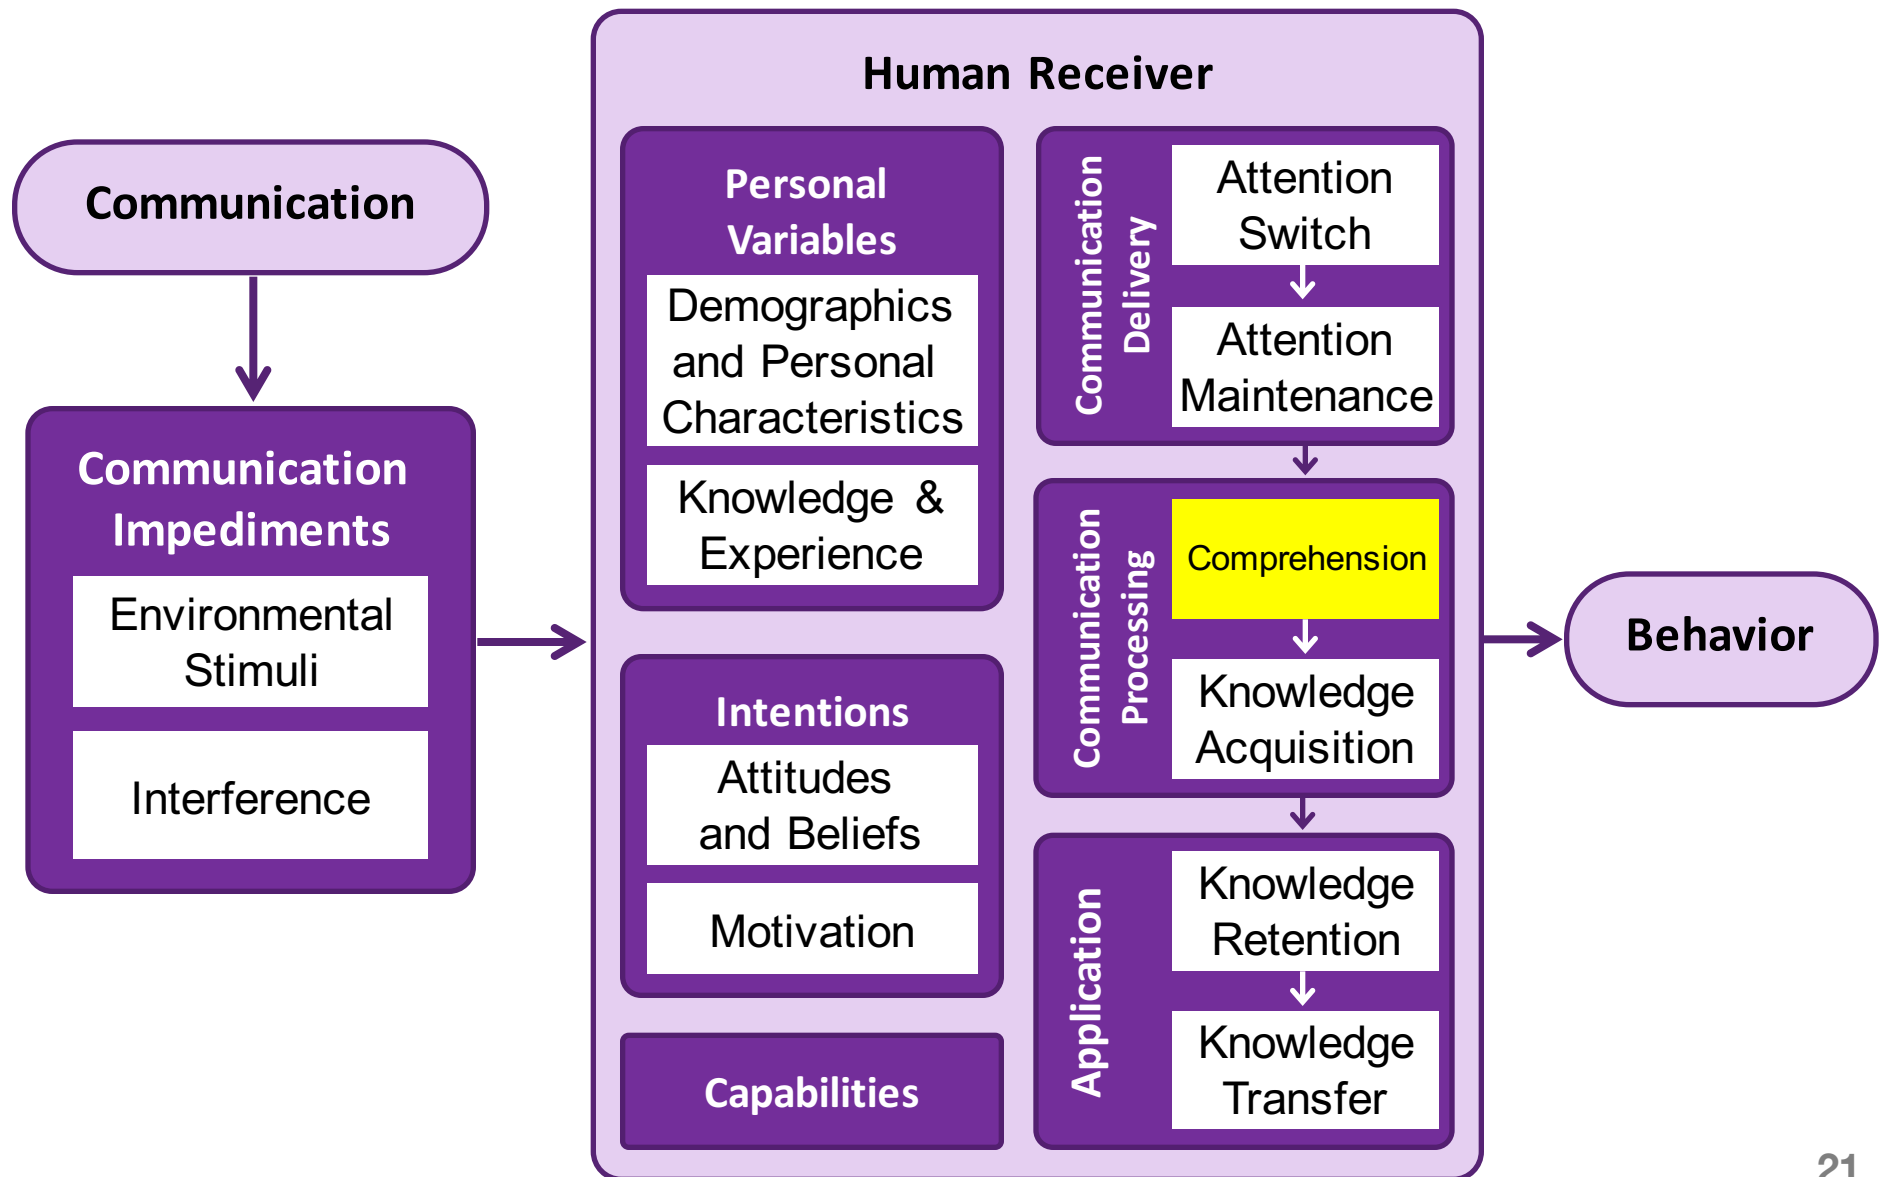 Human Receiver
Communication
Communication
Impediments
Environmental
Stimuli
Interference
Personal
Variables
Demographics
and Personal
Characteristics
Knowledge &
Experience
Intentions
Attitudes
and Beliefs
Motivation
Capabilities
Communication
Delivery
Attention
Switch
Attention
Maintenance
Communication
Processing
Comprehension
Knowledge
Acquisition
Application
Knowledge
Retention
Knowledge
Transfer
Behavior
21